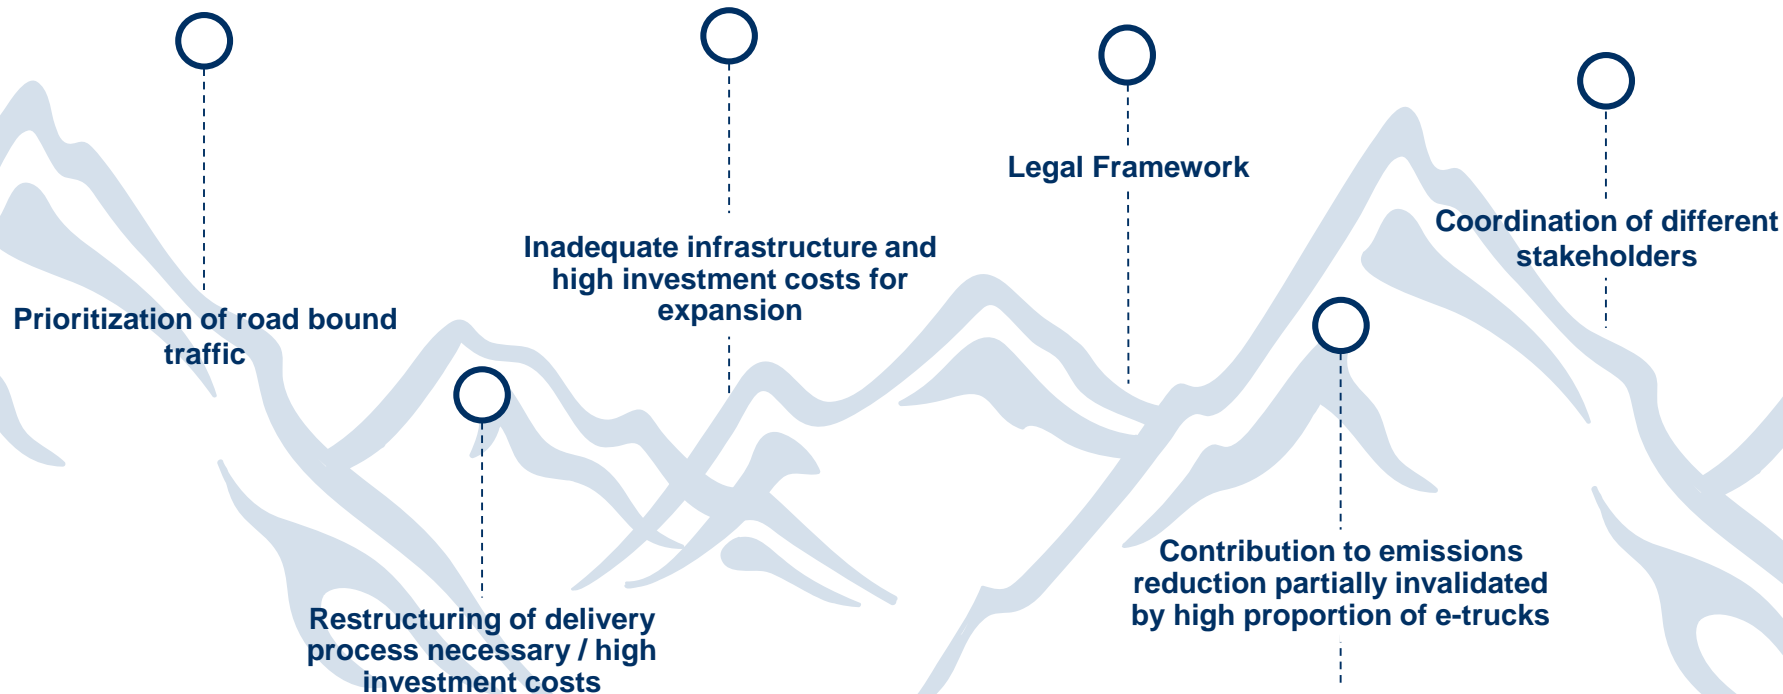 Prioritization of road bound
traffic
Restructuring of delivery
process necessary / high
investment costs
Inadequate infrastructure and
high investment costs for
expansion
Legal Framework
Contribution to emissions
reduction partially invalidated
by high proportion of e-trucks
Coordination of different
stakeholders